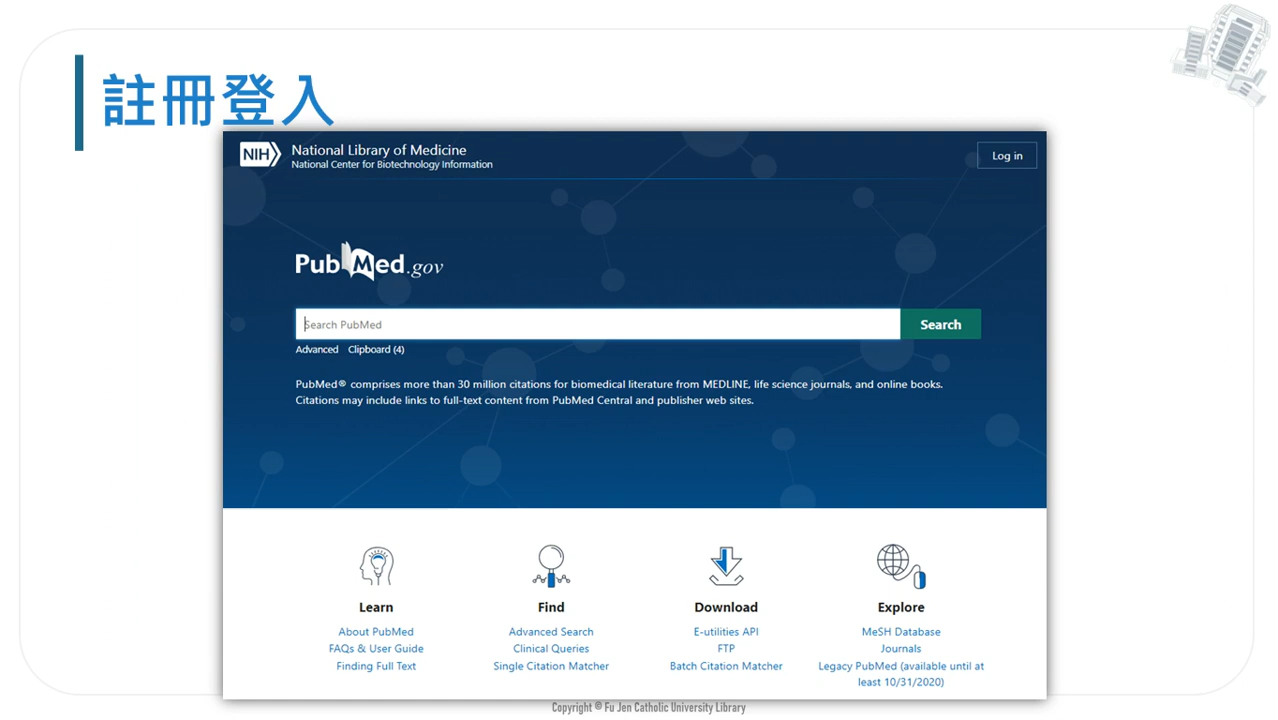 註冊登入
NIH
National Library of Medicine
National Center for Biotechnology Information
Log in
PubMed.gov
Search PubMed
Search
Advanced Clipboard (4)
PubMed® comprises more than 30 million citations for biomedical literature from MEDLINE, life science journals, and online books.
Citations may include links to full-text content from PubMed Central and publisher web sites.
Learn
About PubMed
FAQs & User Guide
Finding Full Text
Find
Advanced Search
Clinical Queries
Single Citation Matcher
Download
E-utilities API
FTP
Batch Citation Matcher
Explore
MeSH Database
Journals
Legacy PubMed (available until at
least 10/31/2020)
Copyright © Fu Jen Catholic University Library